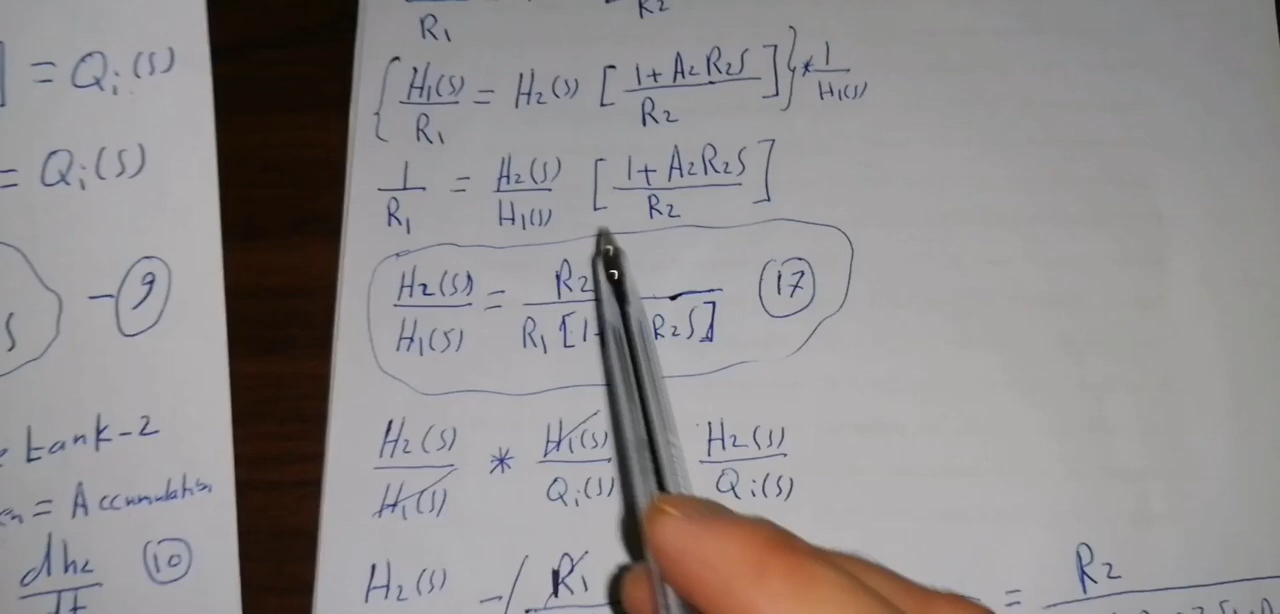 ] = Qi(s)
= Qi(s)
- 9
tank-2
= Accumulation
dh2/dt 10
R1 R2
{ H1(s)/R1 = H2(s) [ 1+A2R2S / R2 ] } * 1/H1(s)
1/R1 = H2(s)/H1(s) [ 1+A2R2S / R2 ]
H2(s)/H1(s) = R2 / R1 [1+ R2S] 17
H2(s)/H1(s) * H1(s)/Qi(s) H2(s)/Qi(s)
H2(s) R1 = R2